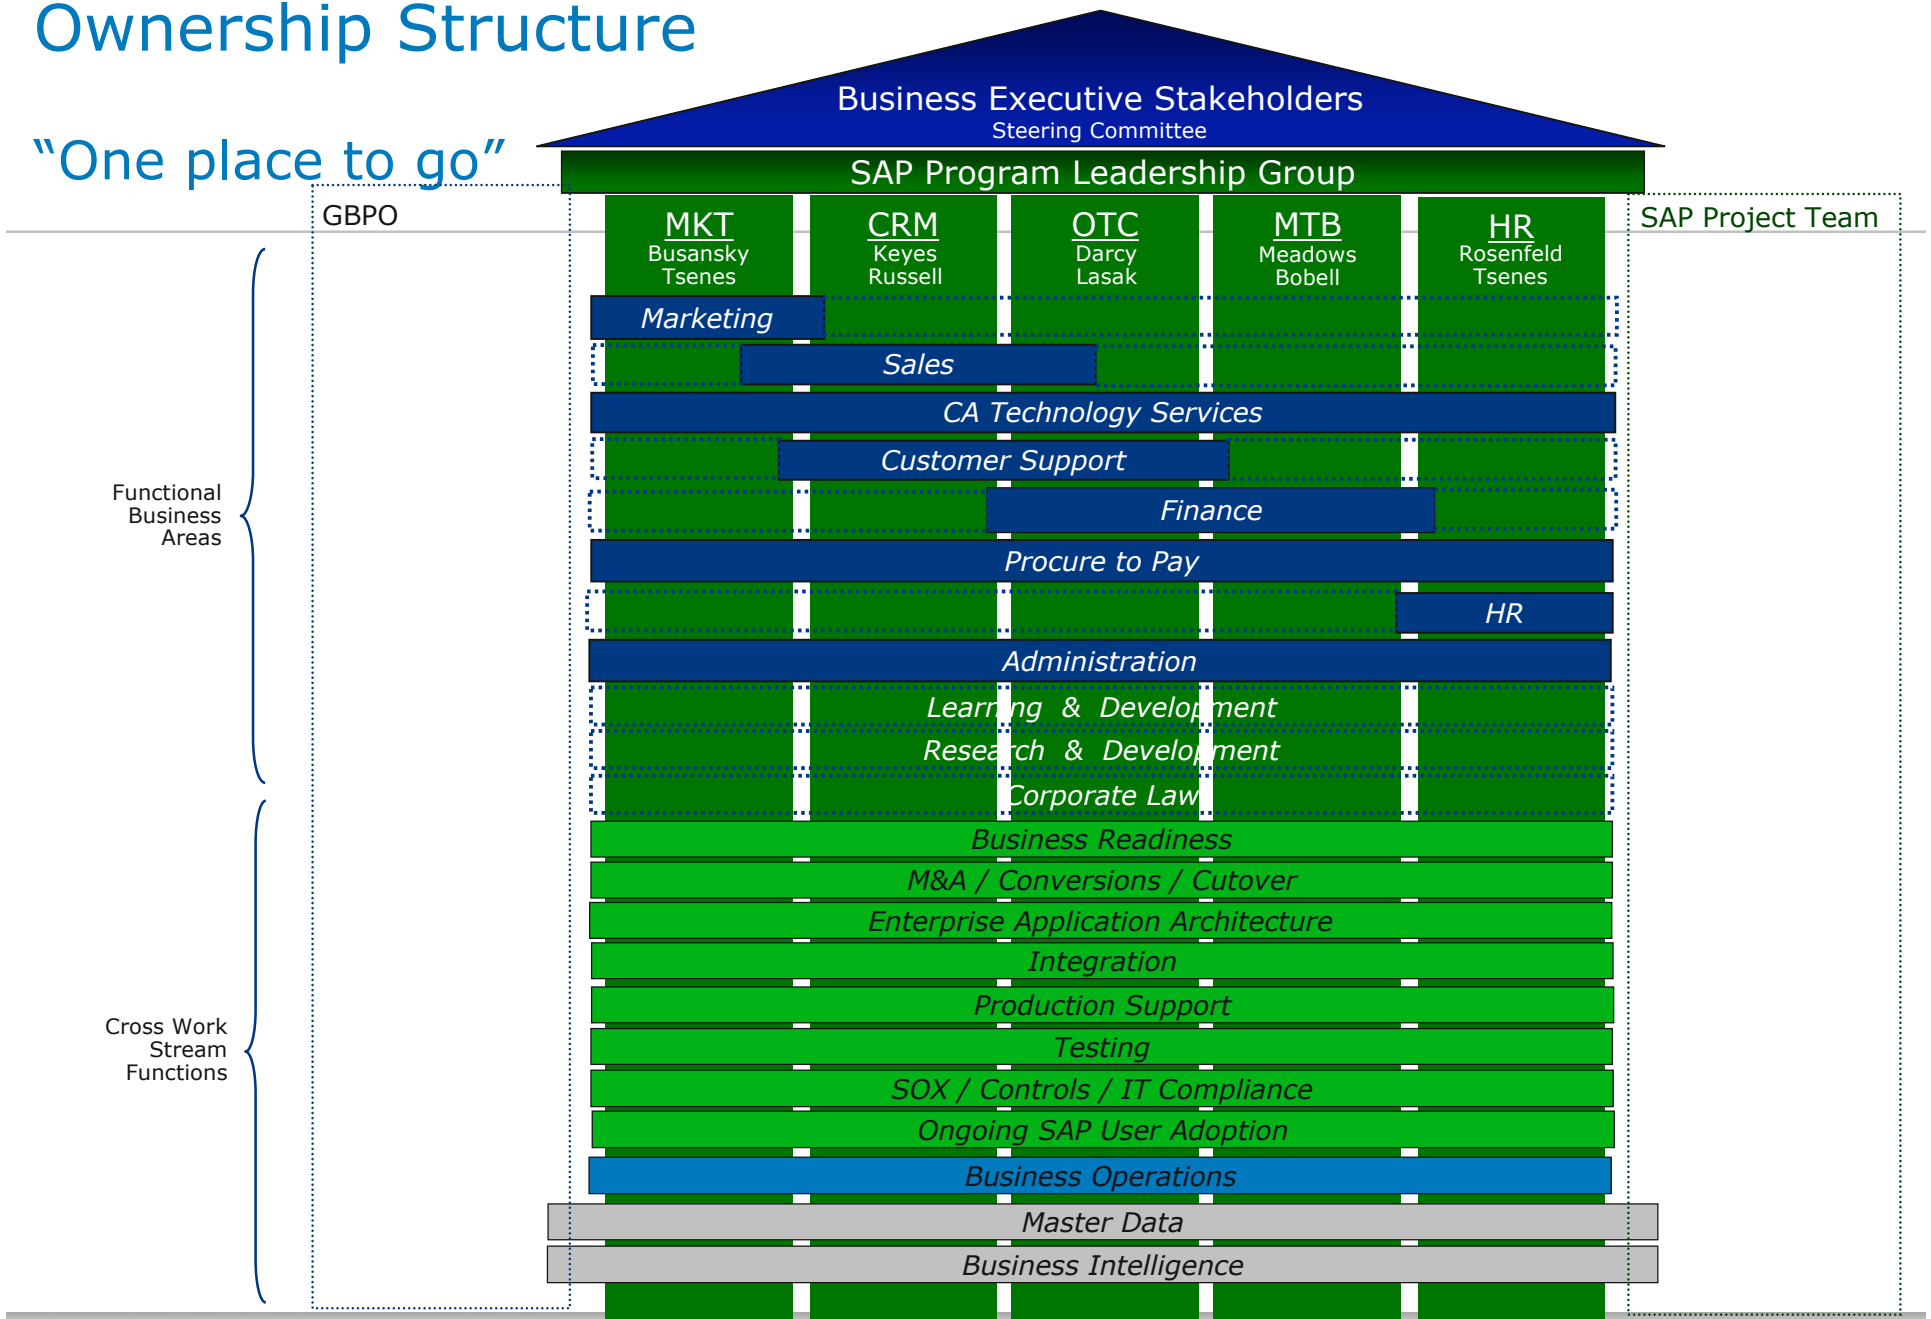 Ownership Structure
“One place to go”
Business Executive Stakeholders
Steering Committee
SAP Program Leadership Group
GBPO
SAP Project Team
MKT
Busansky
Tsenes
CRM
Keyes
Russell
OTC
Darcy
Lasak
MTB
Meadows
Bobell
HR
Rosenfeld
Tsenes
Functional
Business
Areas
Marketing
Sales
CA Technology Services
Customer Support
Finance
Procure to Pay
HR
Administration
Learning & Development
Research & Development
Corporate Law
Cross Work
Stream
Functions
Business Readiness
M&A / Conversions / Cutover
Enterprise Application Architecture
Integration
Production Support
Testing
SOX / Controls / IT Compliance
Ongoing SAP User Adoption
Business Operations
Master Data
Business Intelligence